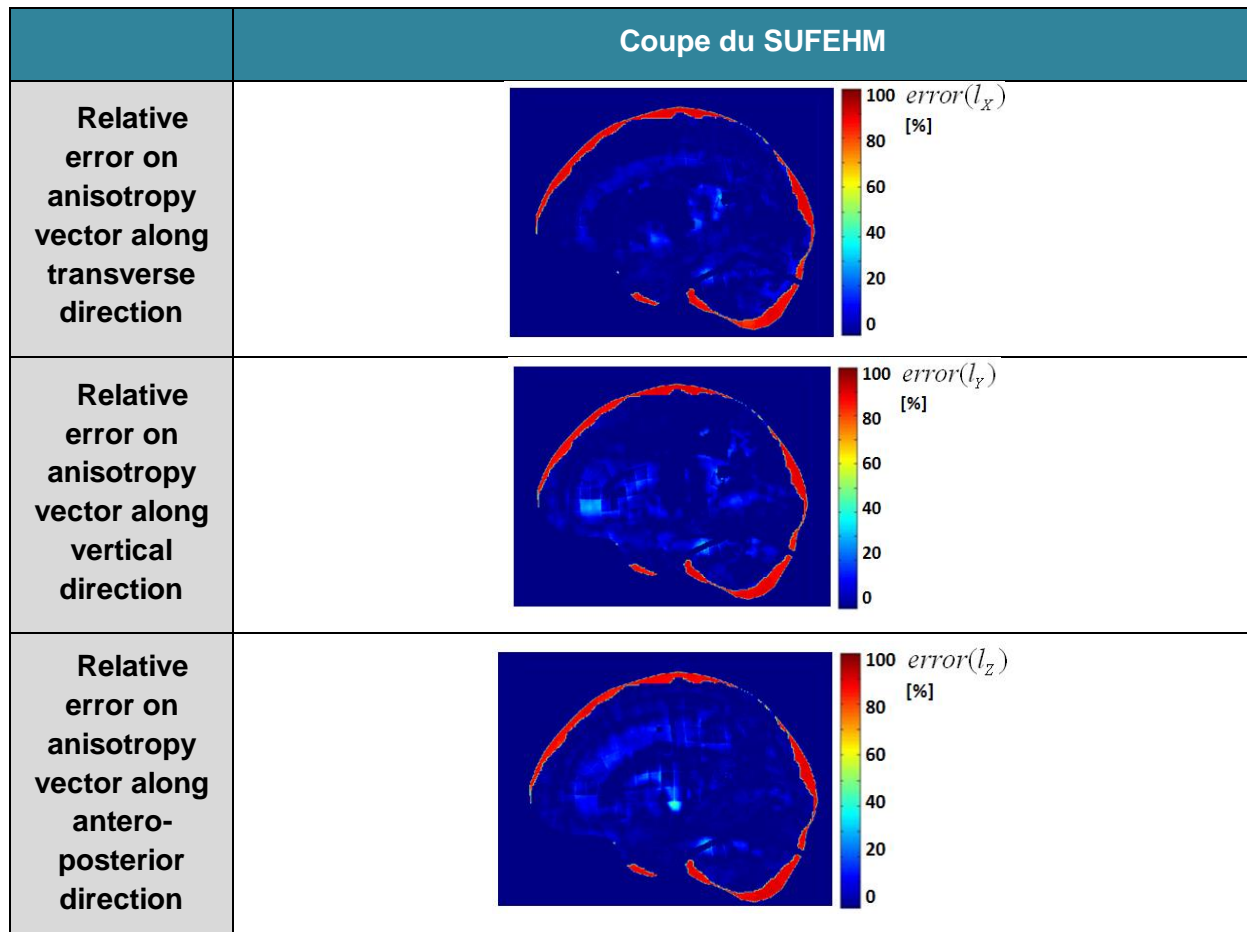 Coupe du SUFEHM
Relative
error on
anisotropy
vector along
transverse
direction
100 error(l_X)
[%]
80
60
40
20
0
Relative
error on
anisotropy
vector along
vertical
direction
100 error(l_Y)
[%]
80
60
40
20
0
Relative
error on
anisotropy
vector along
antero-
posterior
direction
100 error(l_Z)
[%]
80
60
40
20
0